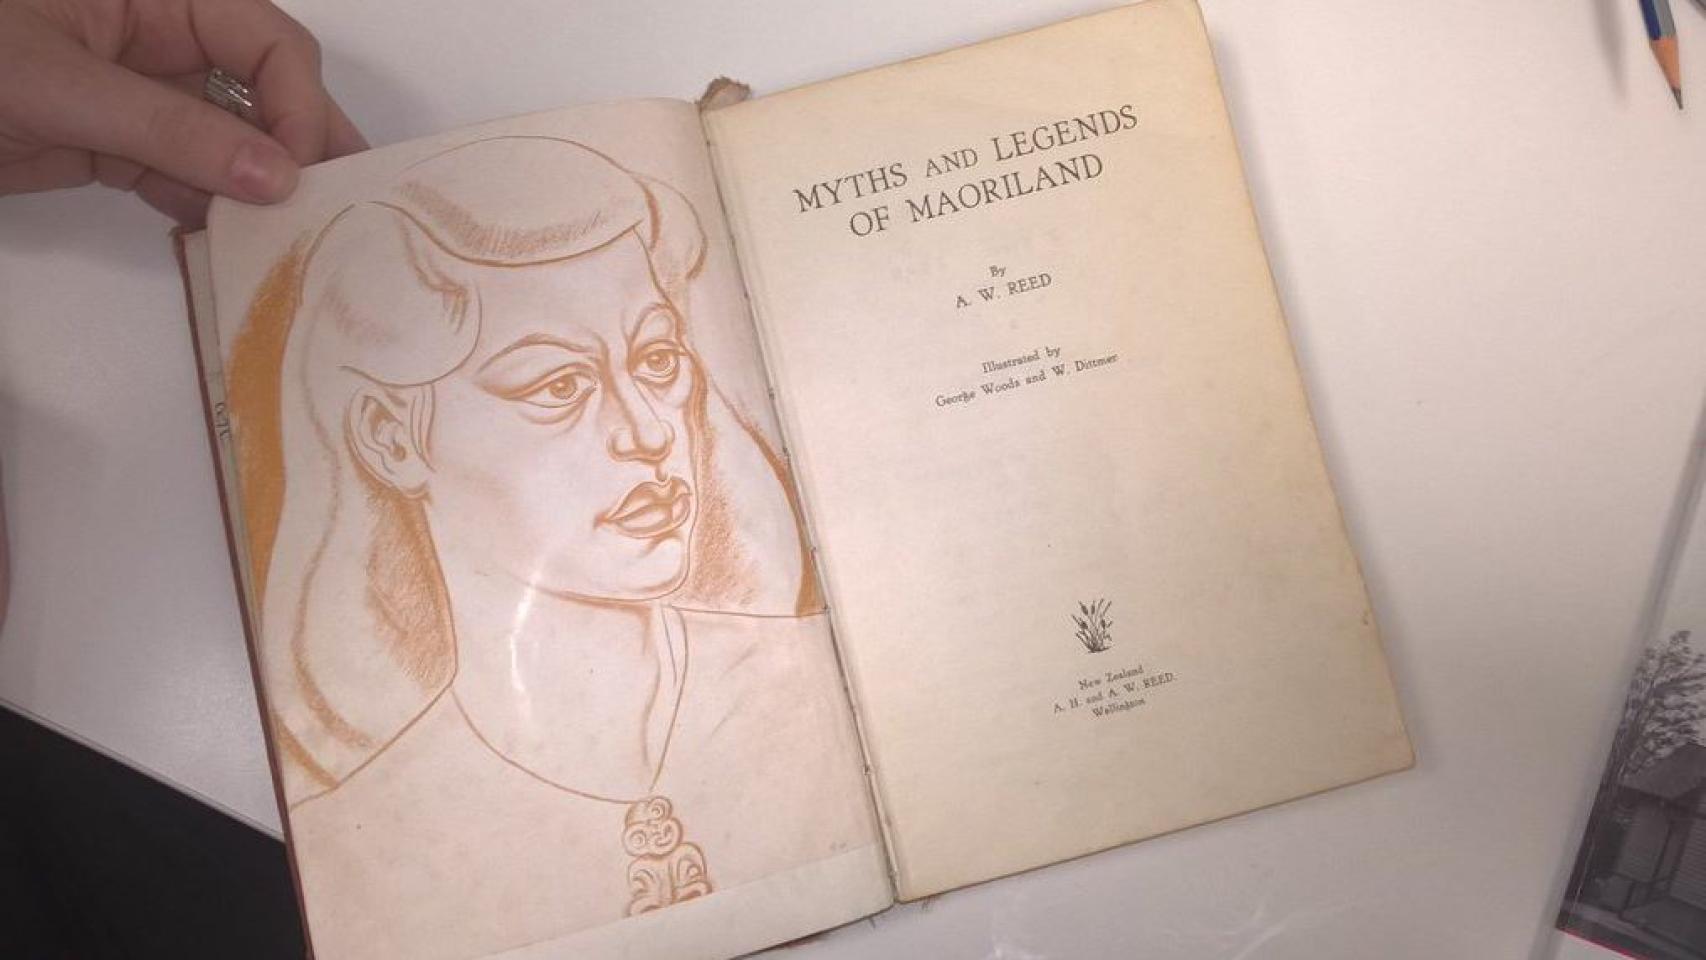 MYTHS AND LEGENDS
OF MAORILAND
By
A. W. REED
Illustrated by
George Woods and W. Dittmer
New Zealand
A. H. and A. W. REED.
Wellington